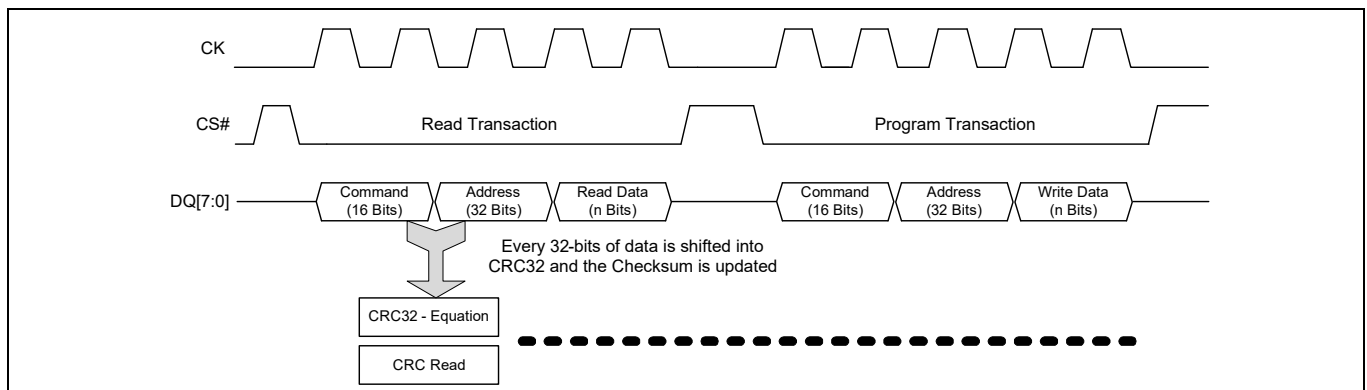 CK
CS#
Read Transaction
Program Transaction
DQ[7:0]
Command
(16 Bits)
Address
(32 Bits)
Read Data
(n Bits)
Command
(16 Bits)
Address
(32 Bits)
Write Data
(n Bits)
Every 32-bits of data is shifted into
CRC32 and the Checksum is updated
CRC32 - Equation
CRC Read